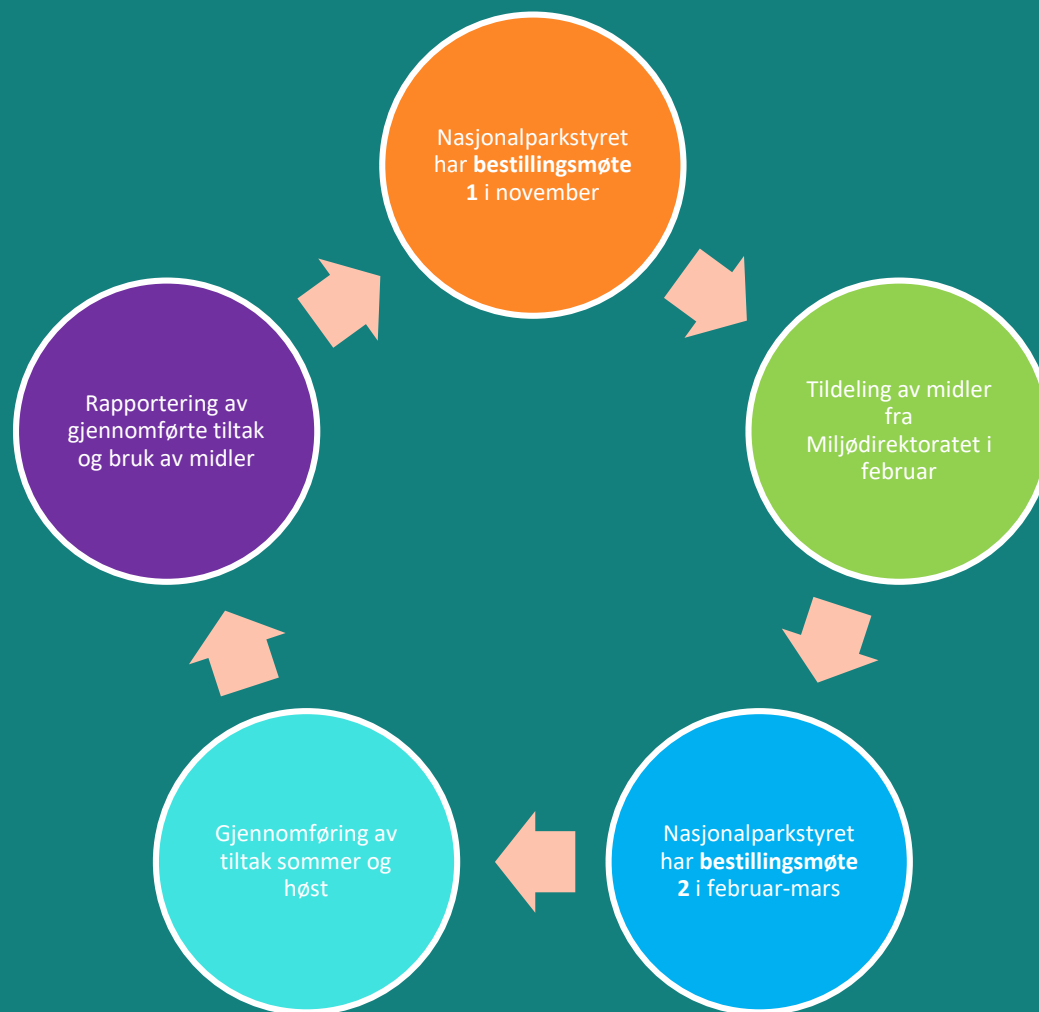 Nasjonalparkstyret
har bestillingsmøte
1 i november
Tildeling av midler
fra
Miljødirektoratet i
februar
Nasjonalparkstyret
har bestillingsmøte
2 i februar-mars
Gjennomføring av
tiltak sommer og
høst
Rapportering av
gjennomførte tiltak
og bruk av midler